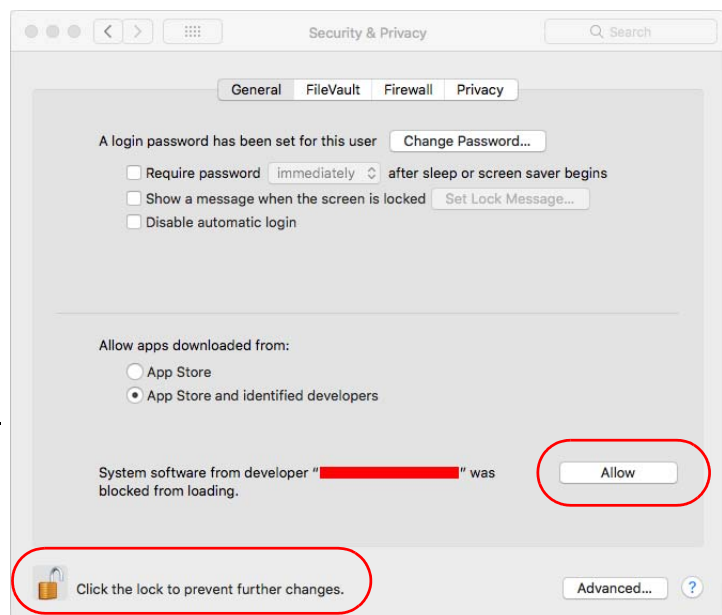 Security & Privacy
Search
General FileVault Firewall Privacy
A login password has been set for this user Change Password...
Require password immediately after sleep or screen saver begins
Show a message when the screen is locked Set Lock Message...
Disable automatic login
Allow apps downloaded from:
App Store
App Store and identified developers
System software from developer “ ” was
blocked from loading.
Allow
Click the lock to prevent further changes.
Advanced... ?